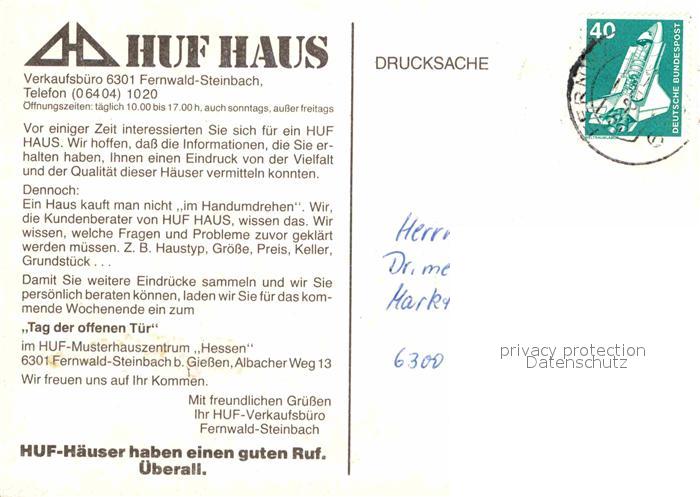 HUF HAUS
Verkaufsbüro 6301 Fernwald-Steinbach,
Telefon (0 64 04) 10 20
Öffnungszeiten: täglich 10.00 bis 17.00 h, auch sonntags, außer freitags
Vor einiger Zeit interessierten Sie sich für ein HUF
HAUS. Wir hoffen, daß die Informationen, die Sie er-
halten haben, Ihnen einen Eindruck von der Vielfalt
und der Qualität dieser Häuser vermitteln konnten.
Dennoch:
Ein Haus kauft man nicht „im Handumdrehen“. Wir,
die Kundenberater von HUF HAUS, wissen das. Wir
wissen, welche Fragen und Probleme zuvor geklärt
werden müssen. Z. B. Haustyp, Größe, Preis, Keller,
Grundstück . . .
Damit Sie weitere Eindrücke sammeln und wir Sie
persönlich beraten können, laden wir Sie für das kom-
mende Wochenende ein zum
„Tag der offenen Tür“
im HUF-Musterhauszentrum „Hessen“
6301 Fernwald-Steinbach b. Gießen, Albacher Weg 13
Wir freuen uns auf Ihr Kommen.
Mit freundlichen Grüßen
Ihr HUF-Verkaufsbüro
Fernwald-Steinbach
HUF-Häuser haben einen guten Ruf.
Überall.
DRUCKSACHE
40
DEUTSCHE BUNDESPOST
Herrn
Dr. me
Mark
6300
privacy protection
Datenschutz